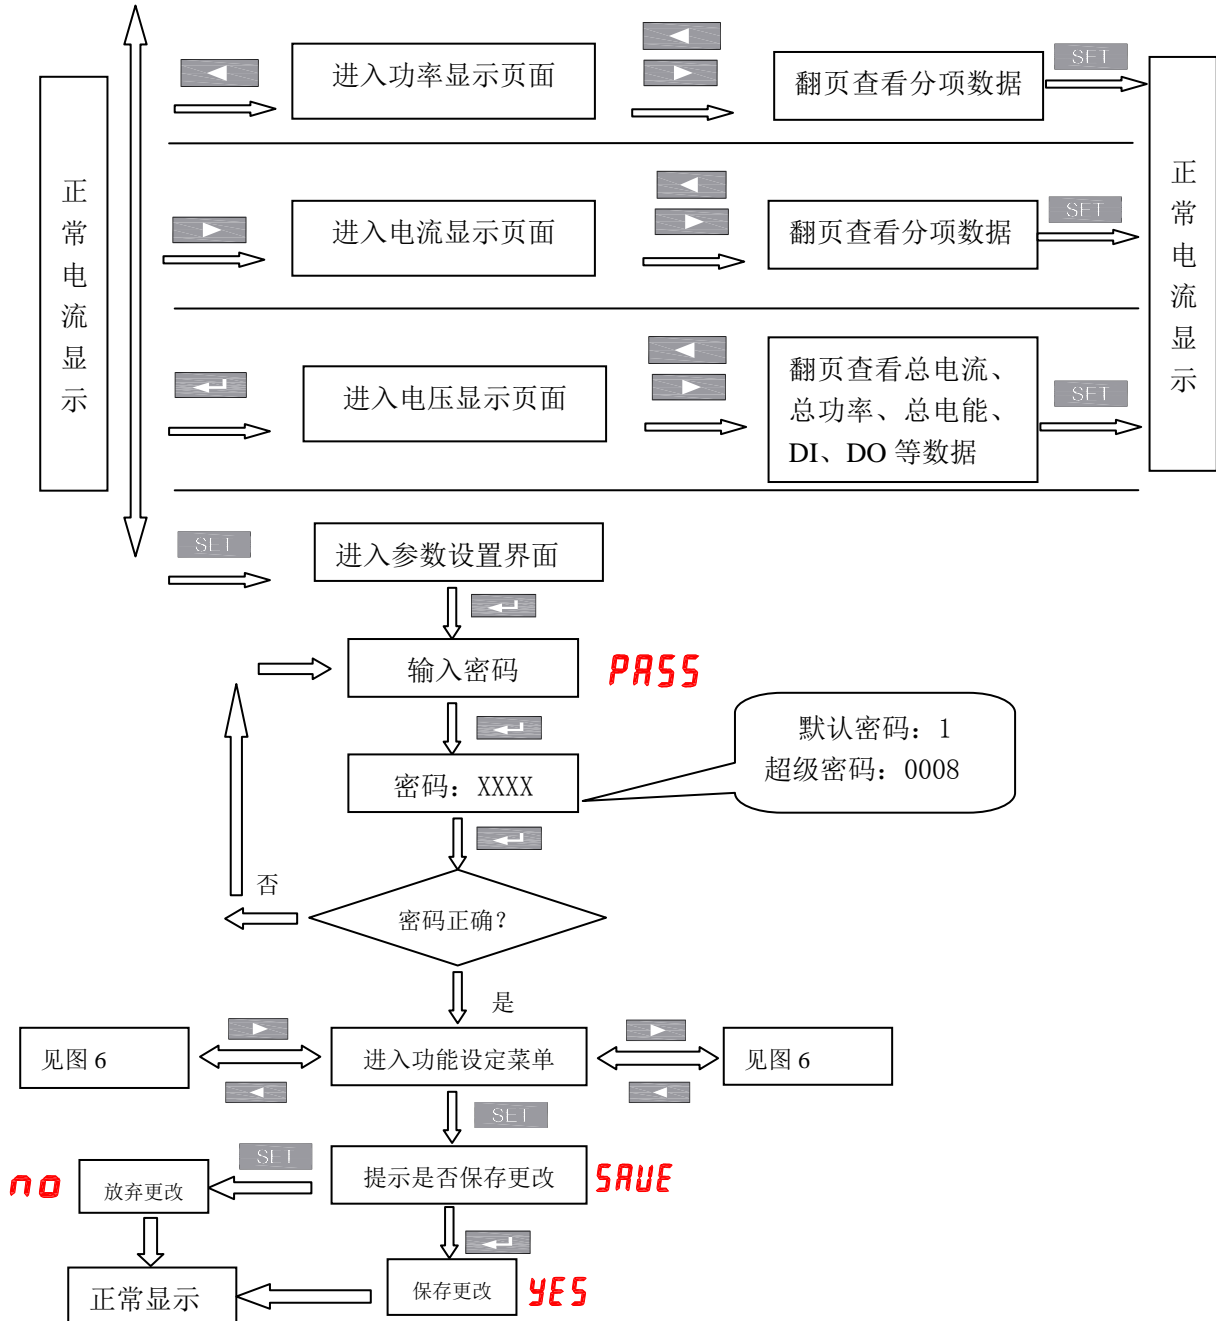 正常电流显示
进入功率显示页面
翻页查看分项数据
SET
正常电流显示
进入电流显示页面
翻页查看分项数据
SET
进入电压显示页面
翻页查看总电流、
总功率、总电能、
DI、DO 等数据
SET
SET
进入参数设置界面
输入密码
PASS
密码：XXXX
默认密码：1
超级密码：0008
否
密码正确？
是
见图 6
进入功能设定菜单
见图 6
SET
SET
no
放弃更改
提示是否保存更改
SAVE
正常显示
保存更改
YES